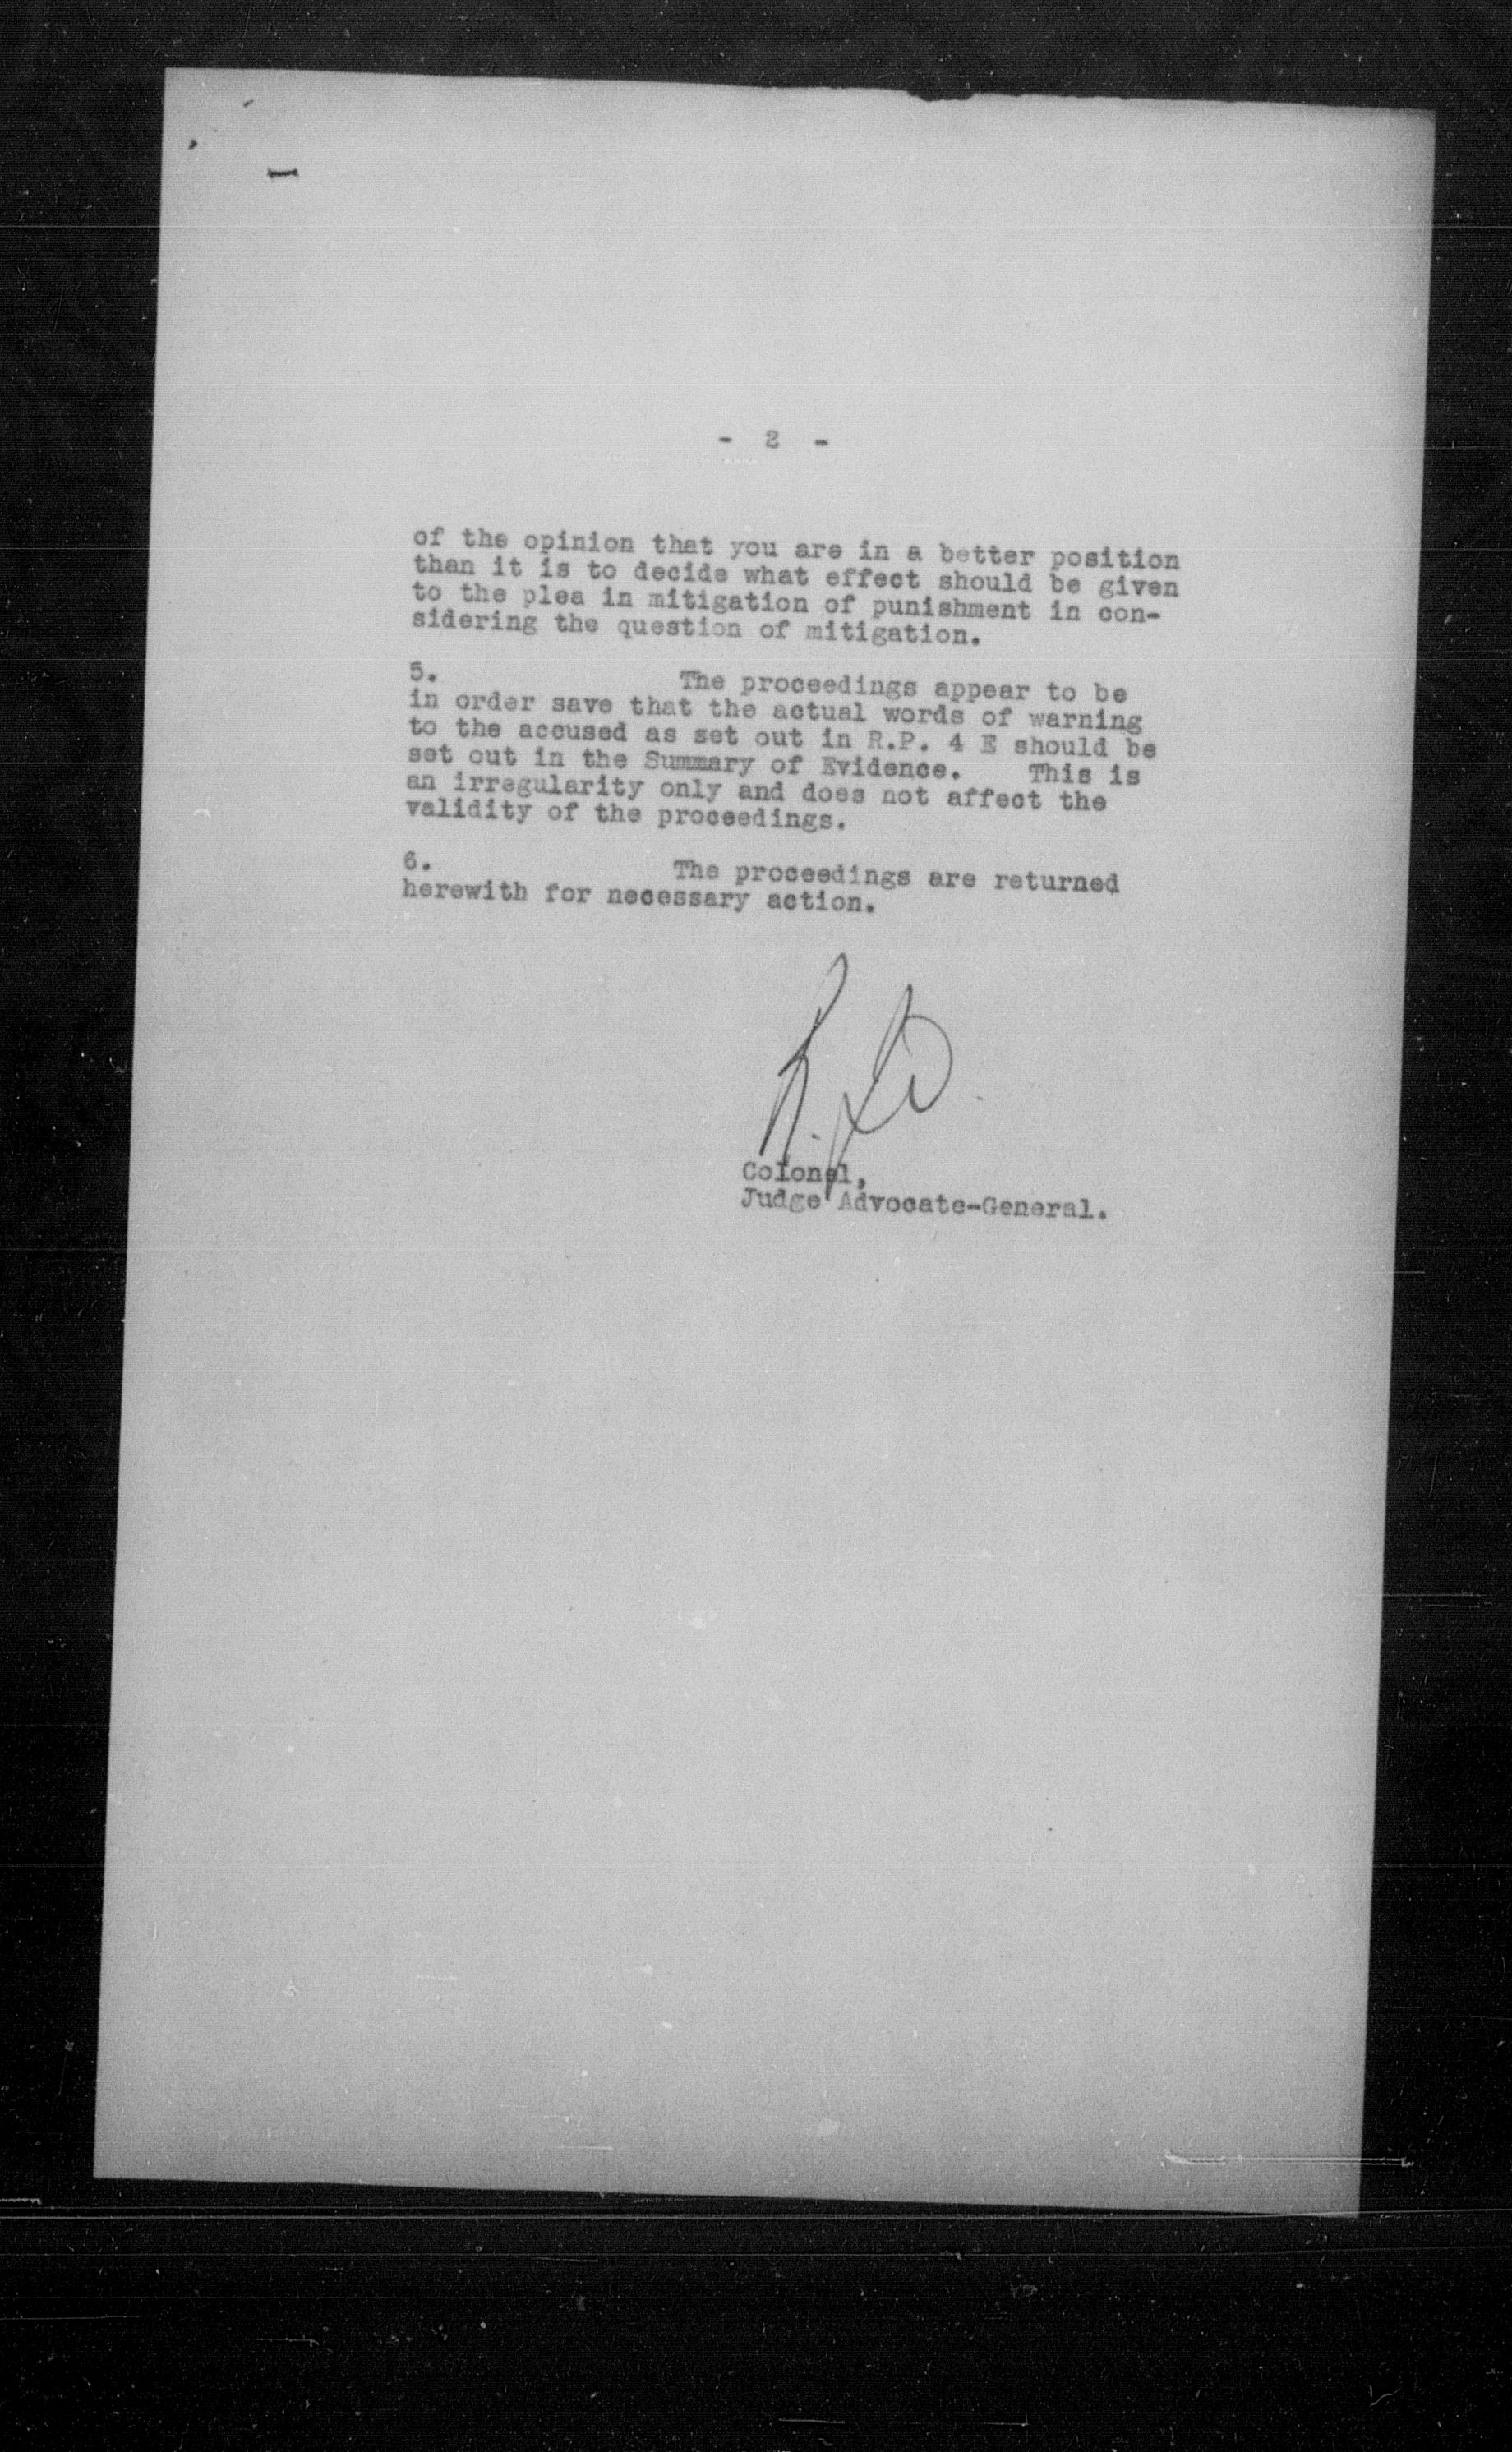 - 2 -
of the opinion that you are in a better position
than it is to decide what effect should be given
to the plea in mitigation of punishment in con-
sidering the question of mitigation.
5. The proceedings appear to be
in order save that the actual words of warning
to the accused as set out in R.P. 4 E should be
set out in the Summary of Evidence. This is
an irregularity only and does not affect the
validity of the proceedings.
6. The proceedings are returned
herewith for necessary action.
Colonel,
Judge Advocate-General.